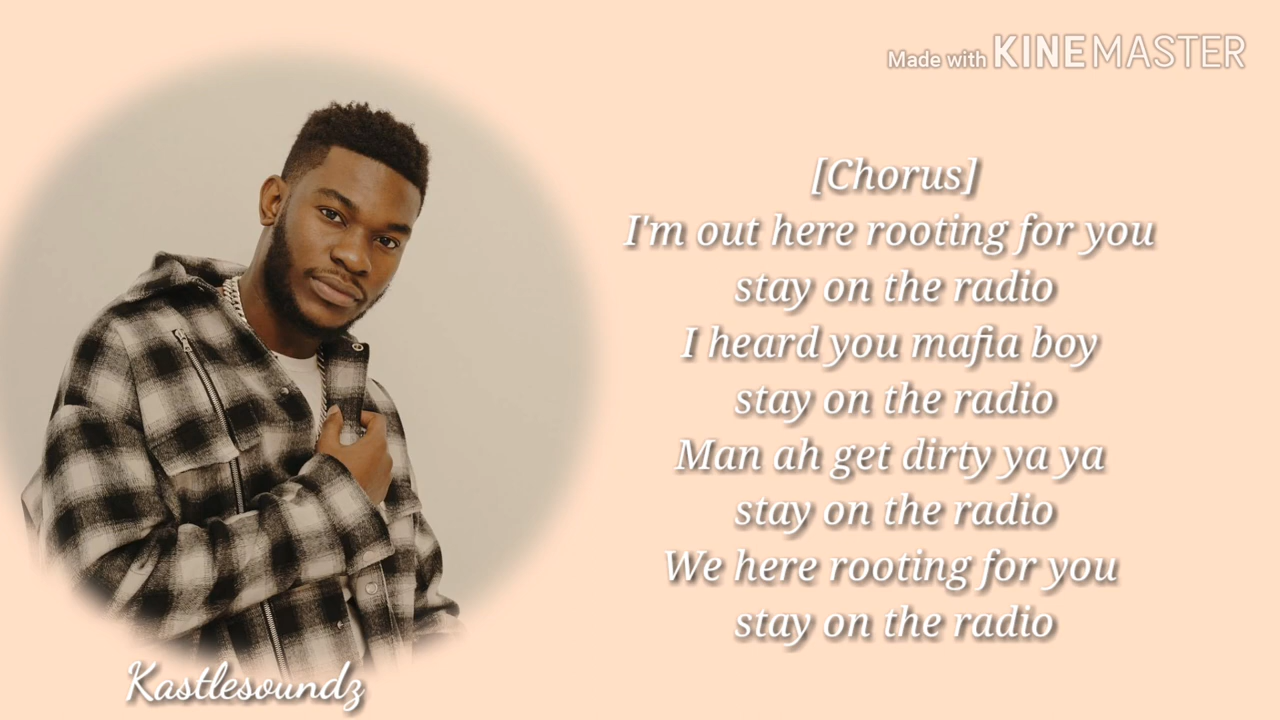 Made with KINEMASTER
[Chorus]
I'm out here rooting for you
stay on the radio
I heard you mafia boy
stay on the radio
Man ah get dirty ya ya
stay on the radio
We here rooting for you
stay on the radio
Kastlesoundz